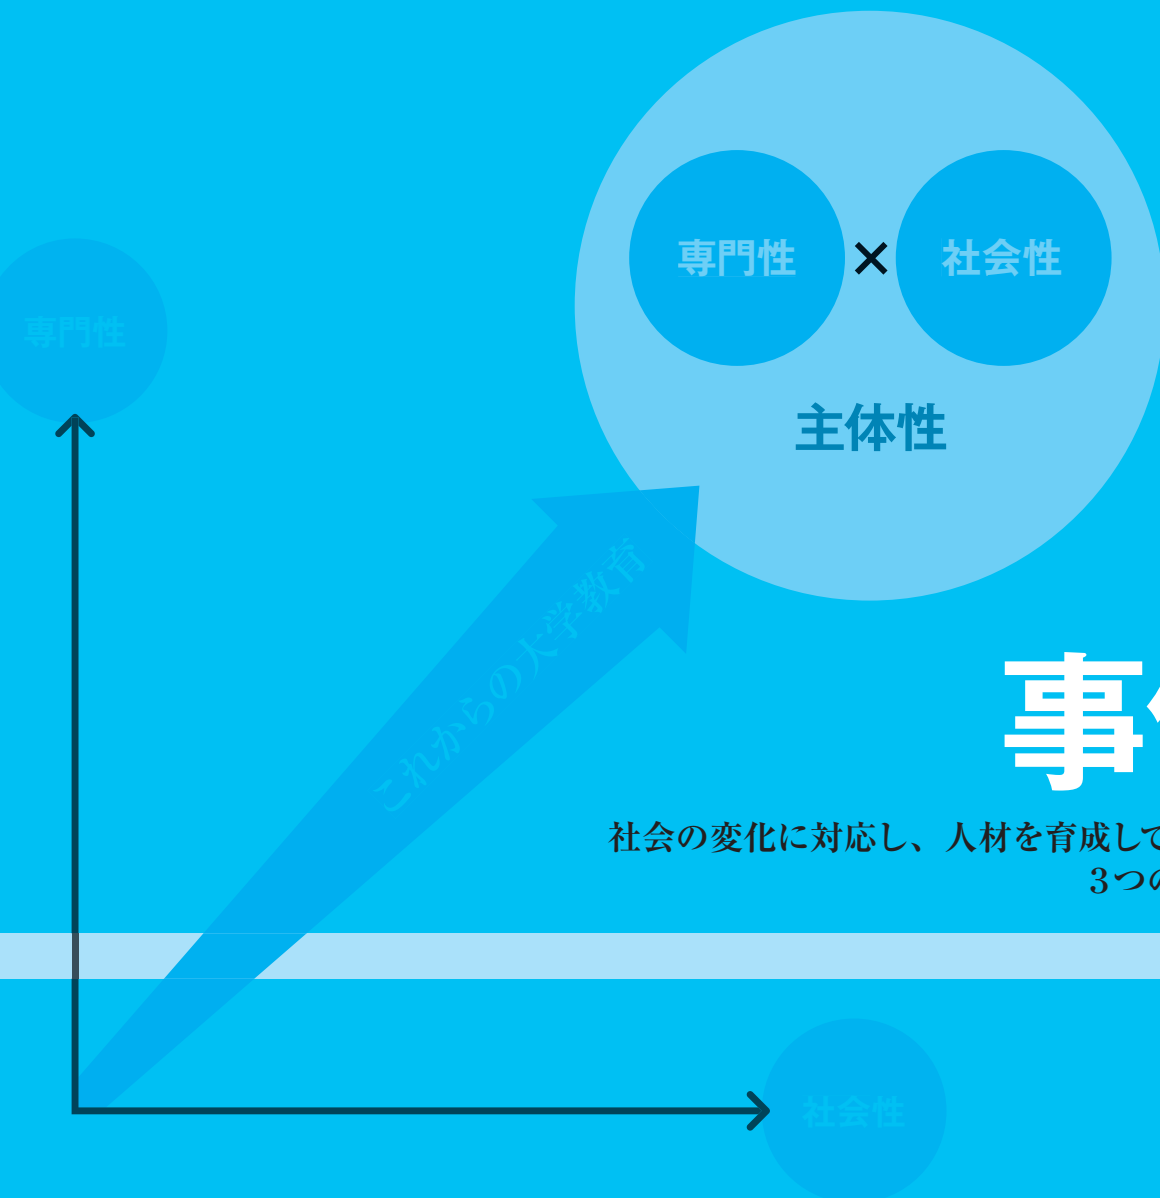 専門性 × 社会性
専門性
主体性
これからの大学教育
事
社会の変化に対応し、人材を育成して
3つの
社会性